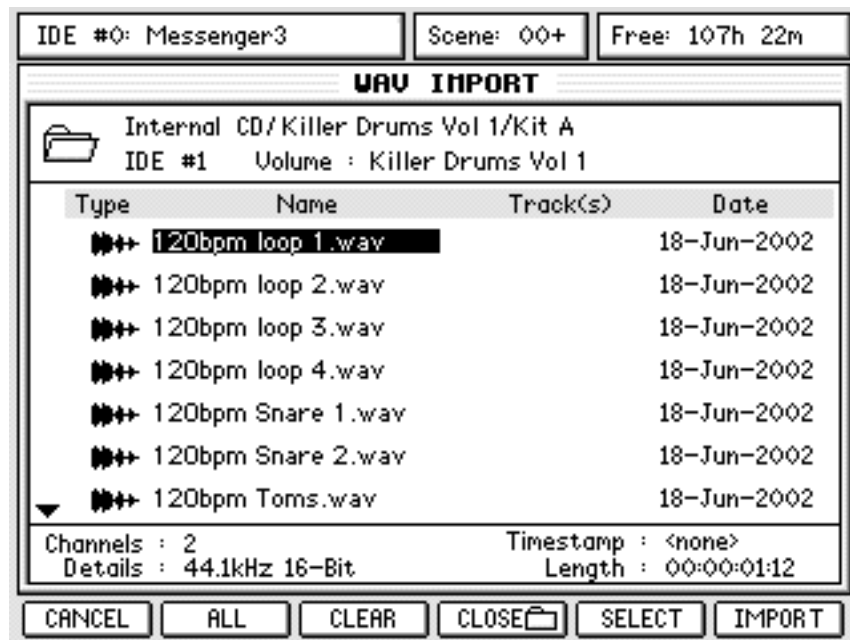 IDE #0: Messenger3 Scene: 00+ Free: 107h 22m
WAV IMPORT
Internal CD/Killer Drums Vol 1/Kit A
IDE #1 Volume : Killer Drums Vol 1
Type Name Track(s) Date
120bpm loop 1.wav 18-Jun-2002
120bpm loop 2.wav 18-Jun-2002
120bpm loop 3.wav 18-Jun-2002
120bpm loop 4.wav 18-Jun-2002
120bpm Snare 1.wav 18-Jun-2002
120bpm Snare 2.wav 18-Jun-2002
120bpm Toms.wav 18-Jun-2002
Channels : 2 Timestamp : <none>
Details : 44.1kHz 16-Bit Length : 00:00:01:12
CANCEL ALL CLEAR CLOSE SELECT IMPORT